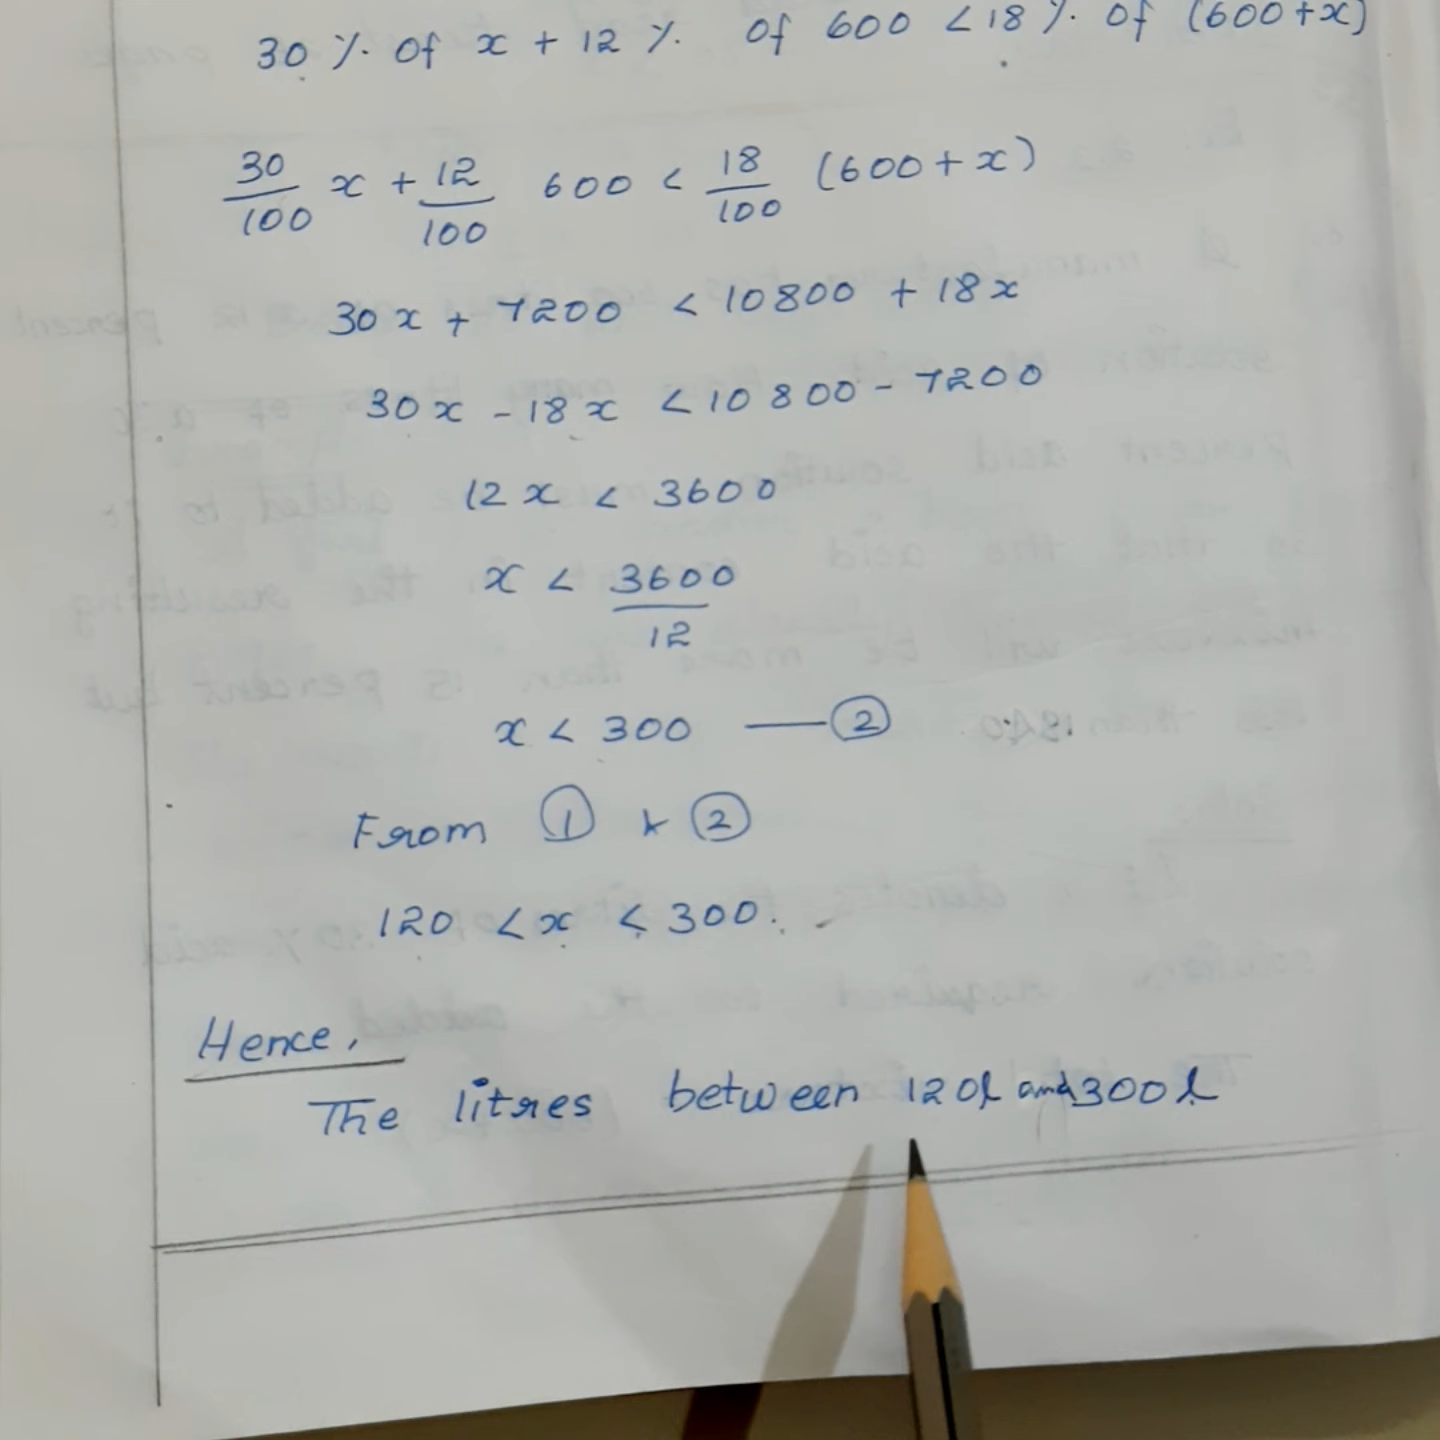 30 % of x + 12 % of 600 < 18 % of (600+x)
30/100 x + 12/100 600 < 18/100 (600+x)
30x + 7200 < 10800 + 18x
30x - 18x < 10800 - 7200
12x < 3600
x < 3600/12
x < 300 — ②
From ① & ②
120 < x < 300.
Hence,
The litres between 120l and 300l